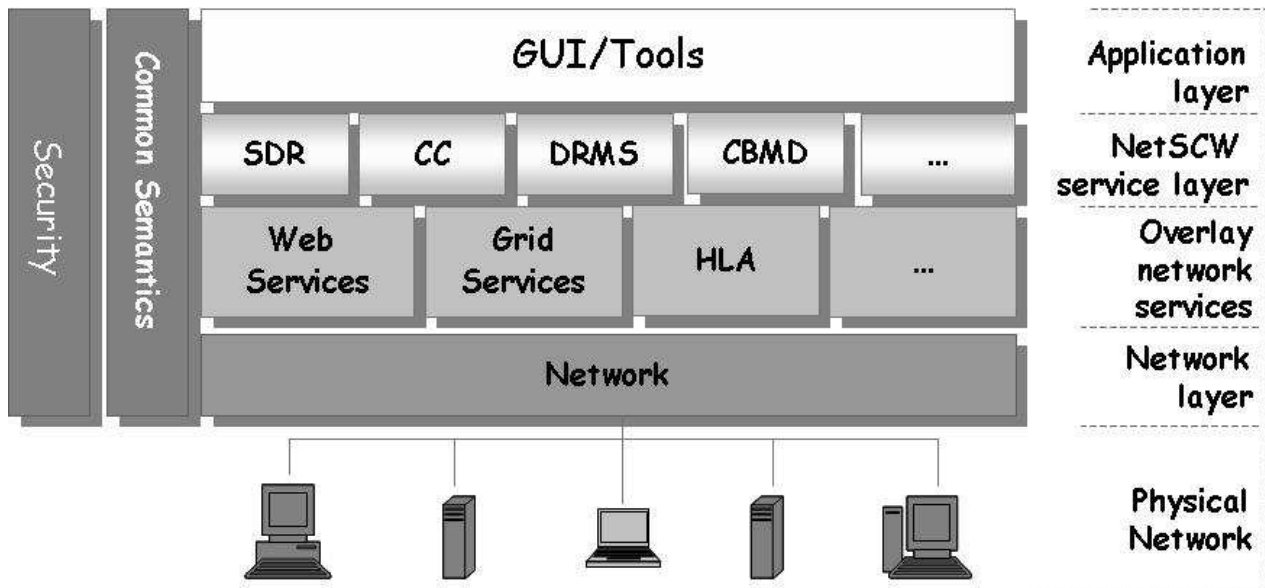 Security
Common Semantics
GUI/Tools
Application
layer
SDR
CC
DRMS
CBMD
...
NetSCW
service layer
Web
Services
Grid
Services
HLA
...
Overlay
network
services
Network
Network
layer
Physical
Network